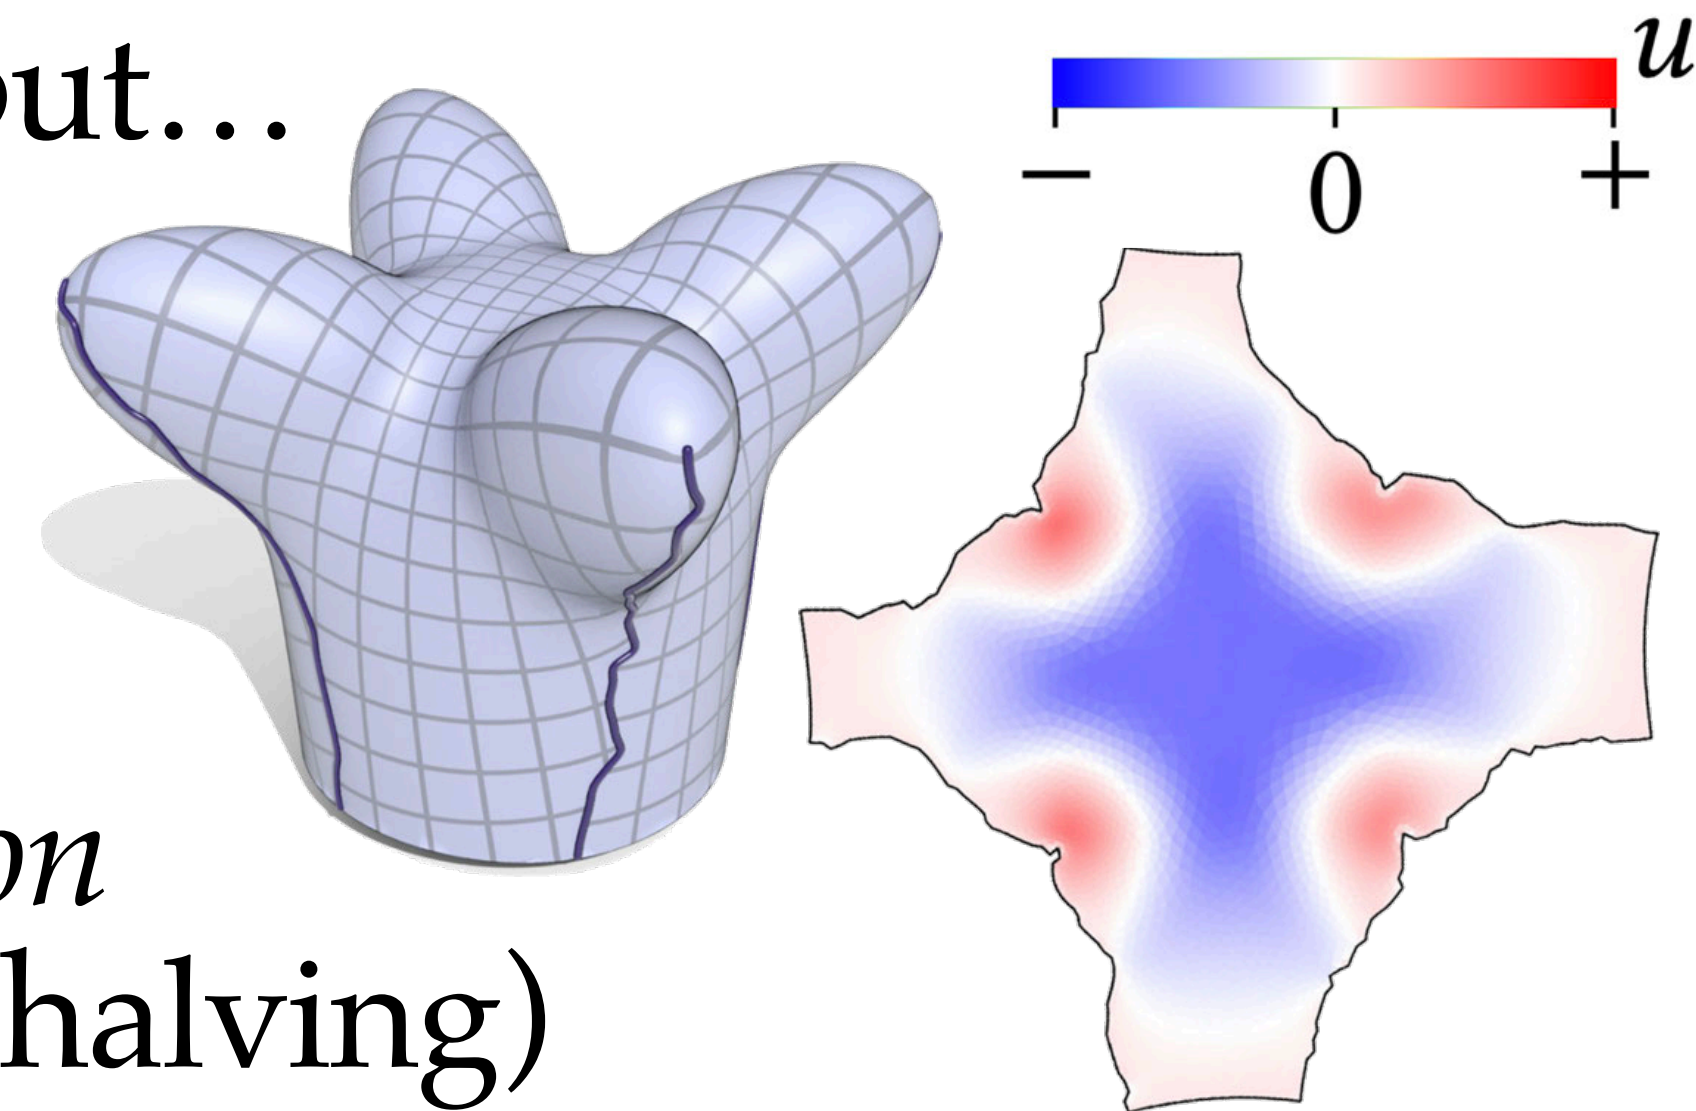 out…
u
− 0 +
on
halving)